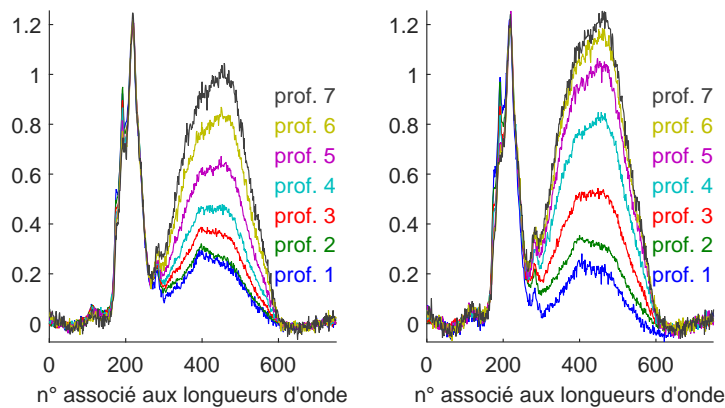 1.2
1
0.8
0.6
0.4
0.2
0
prof. 7
prof. 6
prof. 5
prof. 4
prof. 3
prof. 2
prof. 1
0 200 400 600
n° associé aux longueurs d'onde
1.2
1
0.8
0.6
0.4
0.2
0
prof. 7
prof. 6
prof. 5
prof. 4
prof. 3
prof. 2
prof. 1
0 200 400 600
n° associé aux longueurs d'onde